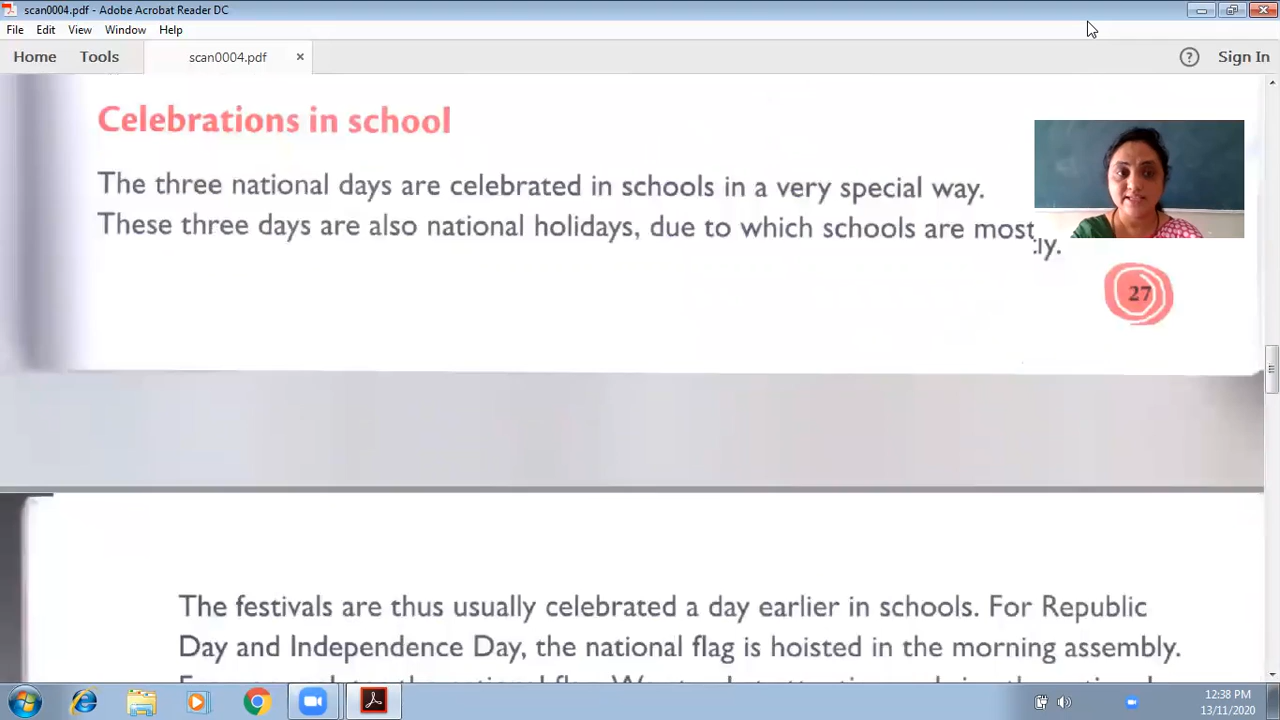 scan0004.pdf - Adobe Acrobat Reader DC
File Edit View Window Help
Home Tools scan0004.pdf × ? Sign In
Celebrations in school
The three national days are celebrated in schools in a very special way.
These three days are also national holidays, due to which schools are most
27
The festivals are thus usually celebrated a day earlier in schools. For Republic
Day and Independence Day, the national flag is hoisted in the morning assembly.
12:38 PM
13/11/2020